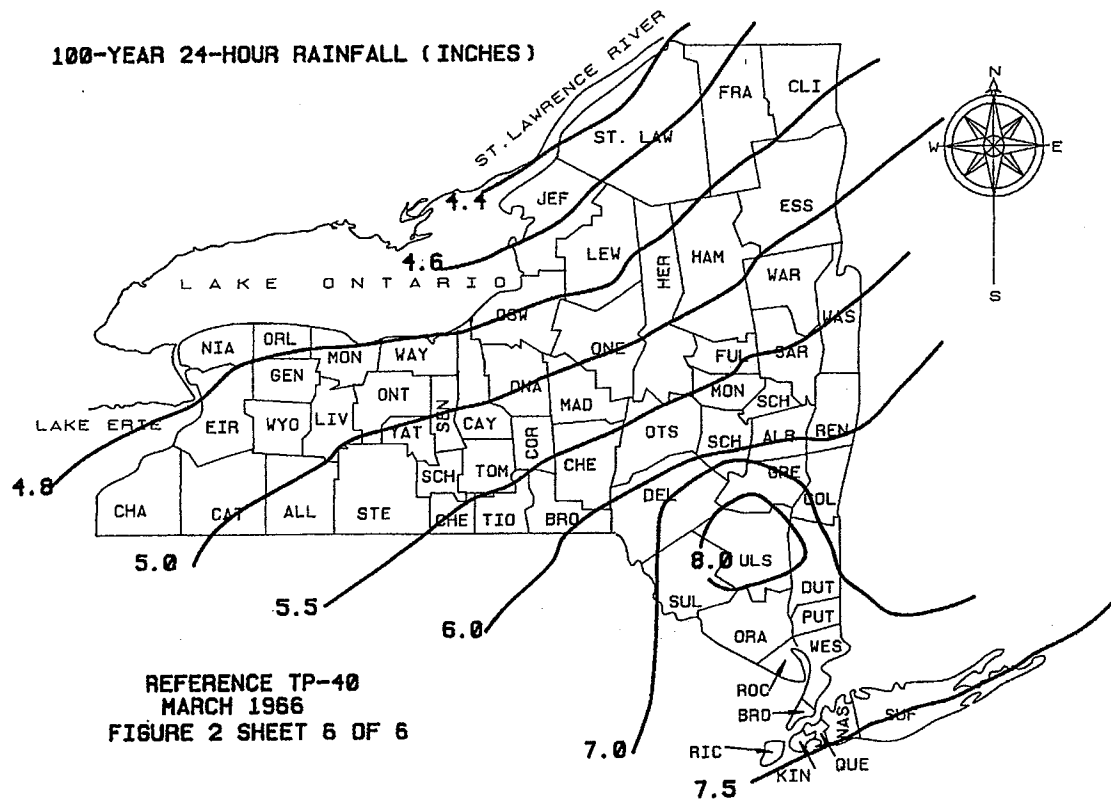 100-YEAR 24-HOUR RAINFALL (INCHES)
ST. LAWRENCE RIVER
N
W
E
S
FRA
CLI
ST. LAW
JEF
4.4
ESS
4.6
LEW
HER
HAM
WAR
LAKE ONTARIO
OSW
WAS
NIA
ORL
MON
WAY
ONE
FUL
SAR
GEN
ONT
ONA
MON
SCH
LAKE ERIE
EIR
WYO
LIV
YAT
SEN
CAY
MAD
COR
OTS
SCH
ALR
REN
4.8
SCH
TOM
CHE
GRE
DEL
COL
CHA
CAT
ALL
STE
CHE
TIO
BRO
5.0
8.0
ULS
5.5
SUL
DUT
PUT
6.0
ORA
WES
REFERENCE TP-40
MARCH 1966
FIGURE 2 SHEET 6 OF 6
ROC
BRO
NAS
SUF
7.0
RIC
KIN
QUE
7.5